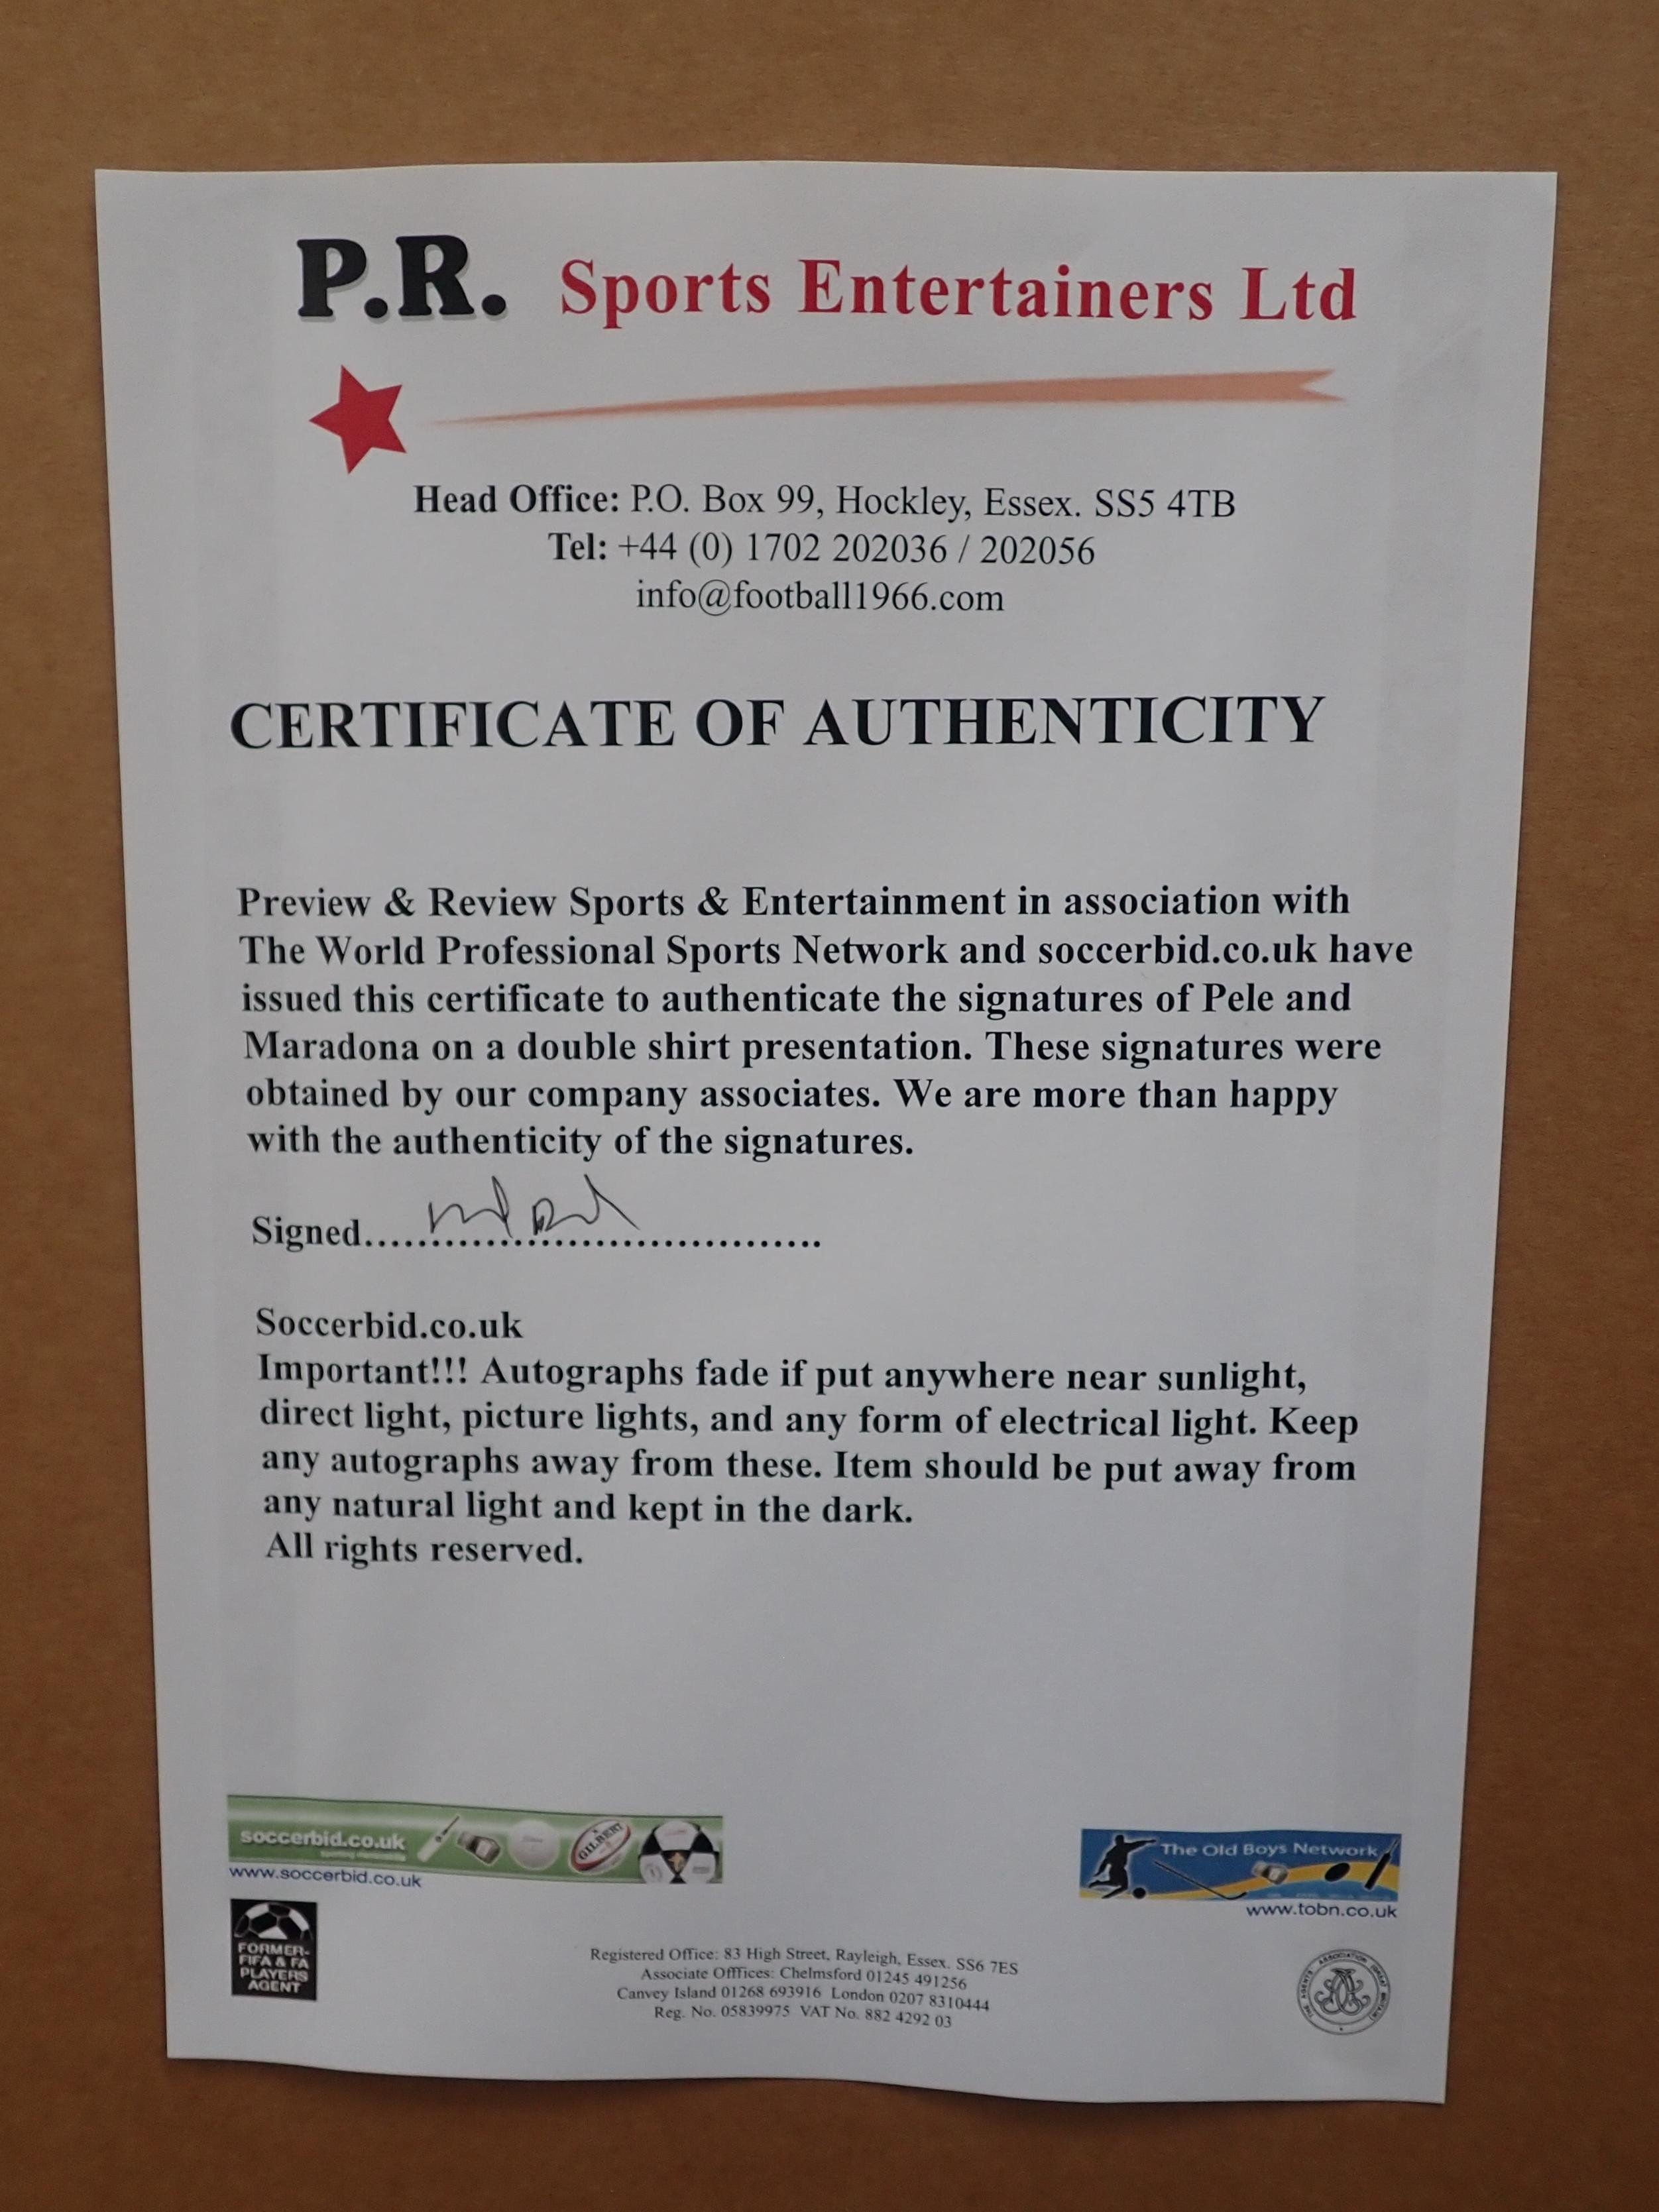 P.R. Sports Entertainers Ltd
Head Office: P.O. Box 99, Hockley, Essex. SS5 4TB
Tel: +44 (0) 1702 202036 / 202056
info@football1966.com
CERTIFICATE OF AUTHENTICITY
Preview & Review Sports & Entertainment in association with
The World Professional Sports Network and soccerbid.co.uk have
issued this certificate to authenticate the signatures of Pele and
Maradona on a double shirt presentation. These signatures were
obtained by our company associates. We are more than happy
with the authenticity of the signatures.
Signed.......................................
Soccerbid.co.uk
Important!!! Autographs fade if put anywhere near sunlight,
direct light, picture lights, and any form of electrical light. Keep
any autographs away from these. Item should be put away from
any natural light and kept in the dark.
All rights reserved.
soccerbid.co.uk
GILBERT
www.soccerbid.co.uk
The Old Boys Network
www.tobn.co.uk
FORMER-
FIFA & FA
PLAYERS
AGENT
Registered Office: 83 High Street, Rayleigh, Essex. SS6 7ES
Associate Offfices: Chelmsford 01245 491256
Canvey Island 01268 693916 London 0207 8310444
Reg. No. 05839975 VAT No. 882 4292 03